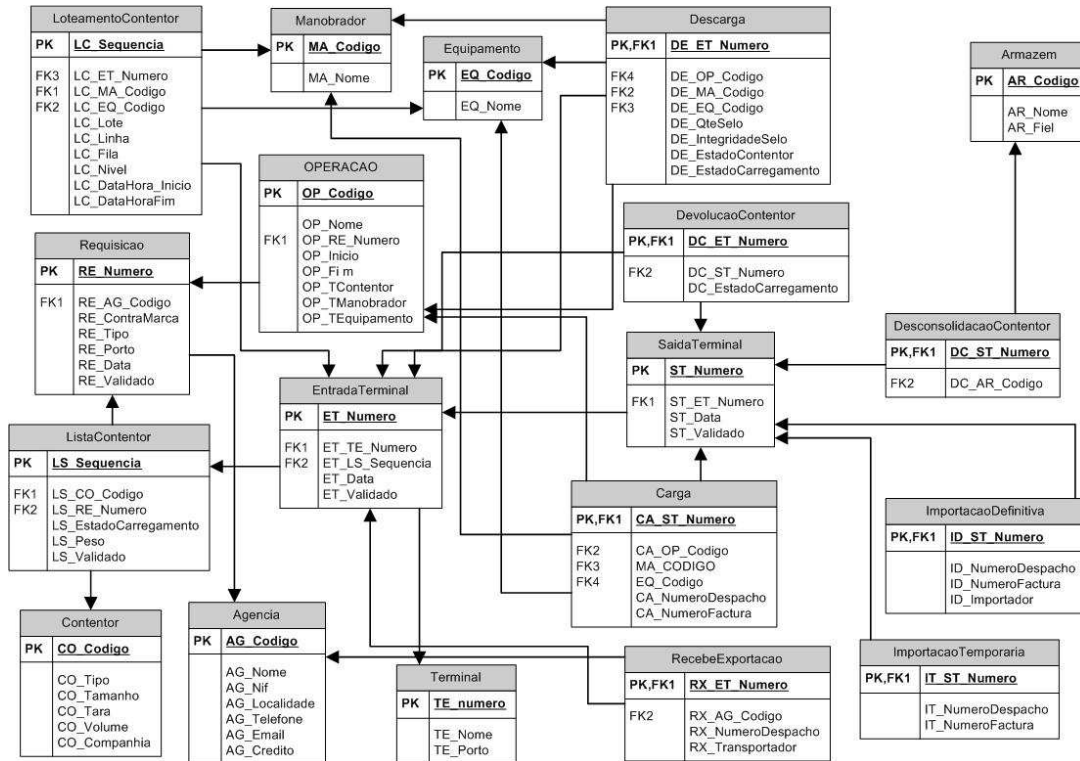 LoteamentoContentor
PK LC_Sequencia
FK3 LC_ET_Numero
FK1 LC_MA_Codigo
FK2 LC_EQ_Codigo
LC_Lote
LC_Linha
LC_Fila
LC_Nivel
LC_DataHora_Inicio
LC_DataHoraFim
Manobrador
PK MA_Codigo
MA_Nome
Equipamento
PK EQ_Codigo
EQ_Nome
Descarga
PK,FK1 DE_ET_Numero
FK4 DE_OP_Codigo
FK2 DE_MA_Codigo
FK3 DE_EQ_Codigo
DE_QteSelo
DE_IntegridadeSelo
DE_EstadoContentor
DE_EstadoCarregamento
Armazem
PK AR_Codigo
AR_Nome
AR_Fiel
OPERACAO
PK OP_Codigo
OP_Nome
FK1 OP_RE_Numero
OP_Inicio
OP_Fi m
OP_TContentor
OP_TManobrador
OP_TEquipamento
DevolucaoContentor
PK,FK1 DC_ET_Numero
FK2 DC_ST_Numero
DC_EstadoCarregamento
Requisicao
PK RE_Numero
FK1 RE_AG_Codigo
RE_ContraMarca
RE_Tipo
RE_Porto
RE_Data
RE_Validado
SaidaTerminal
PK ST_Numero
FK1 ST_ET_Numero
ST_Data
ST_Validado
DesconsolidacaoContentor
PK,FK1 DC_ST_Numero
FK2 DC_AR_Codigo
EntradaTerminal
PK ET_Numero
FK1 ET_TE_Numero
FK2 ET_LS_Sequencia
ET_Data
ET_Validado
ListaContentor
PK LS_Sequencia
FK1 LS_CO_Codigo
FK2 LS_RE_Numero
LS_EstadoCarregamento
LS_Peso
LS_Validado
Carga
PK,FK1 CA_ST_Numero
FK2 CA_OP_Codigo
FK3 MA_CODIGO
FK4 EQ_Codigo
CA_NumeroDespacho
CA_NumeroFactura
ImportacaoDefinitiva
PK,FK1 ID_ST_Numero
ID_NumeroDespacho
ID_NumeroFactura
ID_Importador
Contentor
PK CO_Codigo
CO_Tipo
CO_Tamanho
CO_Tara
CO_Volume
CO_Companhia
Agencia
PK AG_Codigo
AG_Nome
AG_Nif
AG_Localidade
AG_Telefone
AG_Email
AG_Credito
Terminal
PK TE_numero
TE_Nome
TE_Porto
RecebeExportacao
PK,FK1 RX_ET_Numero
FK2 RX_AG_Codigo
RX_NumeroDespacho
RX_Transportador
ImportacaoTemporaria
PK,FK1 IT_ST_Numero
IT_NumeroDespacho
IT_NumeroFactura